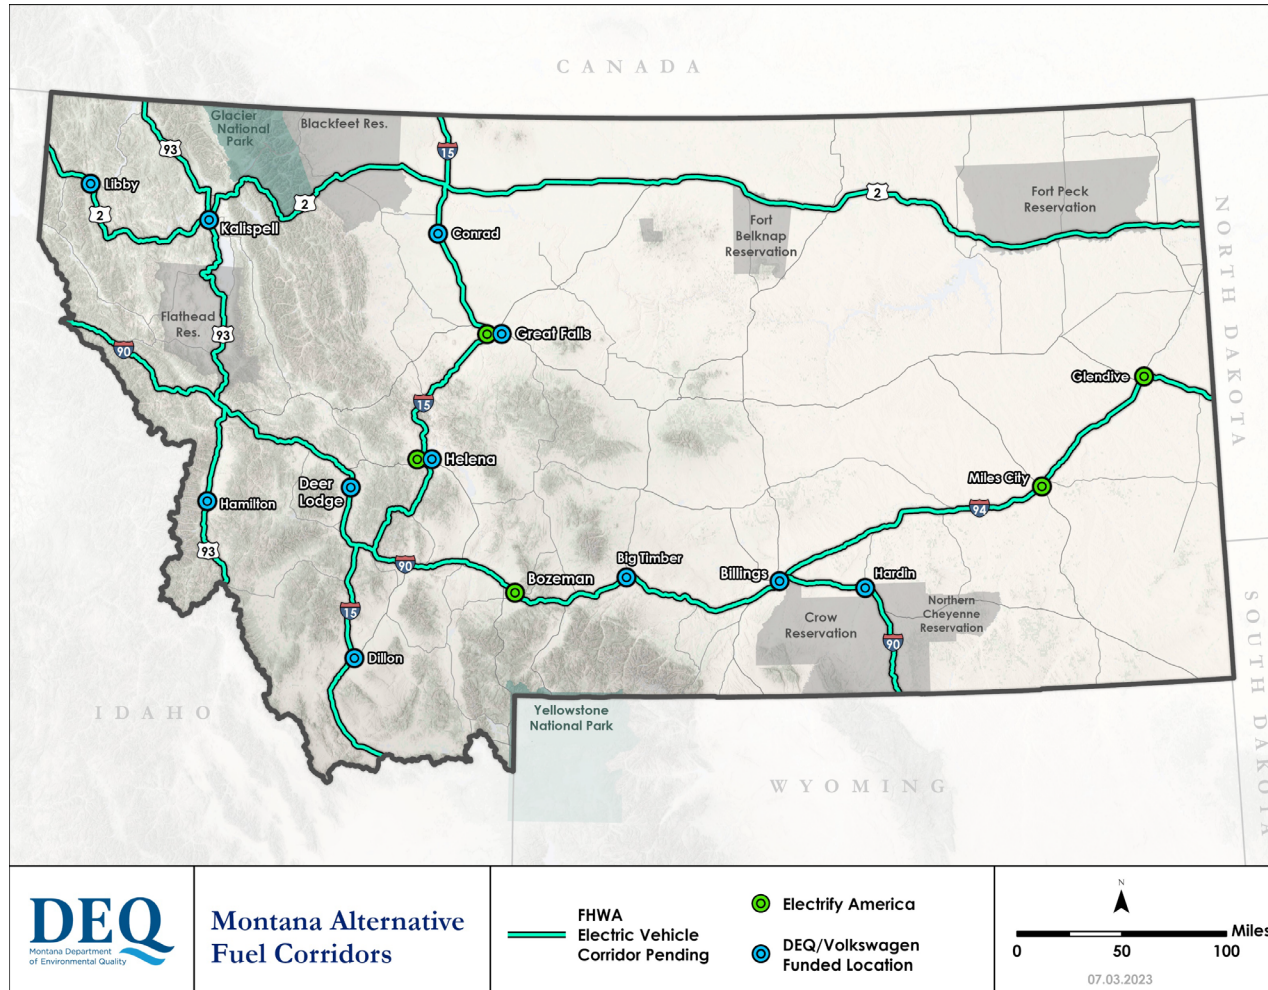 CANADA
Glacier
National
Park
Blackfeet Res.
93
15
Libby
2
2
2
Fort Peck
Reservation
Kalispell
Conrad
Fort
Belknap
Reservation
NORTH DAKOTA
Flathead
Res.
93
90
Great Falls
Glendive
15
Helena
Deer
Lodge
Miles City
Hamilton
94
93
90
Big Timber
Billings
Hardin
Bozeman
15
Crow
Reservation
Northern
Cheyenne
Reservation
90
Dillon
SOUTH DAKOTA
IDAHO
Yellowstone
National Park
WYOMING
DEQ
Montana Department
of Environmental Quality
Montana Alternative
Fuel Corridors
FHWA
Electric Vehicle
Corridor Pending
Electrify America
DEQ/Volkswagen
Funded Location
N
Miles
0 50 100
07.03.2023